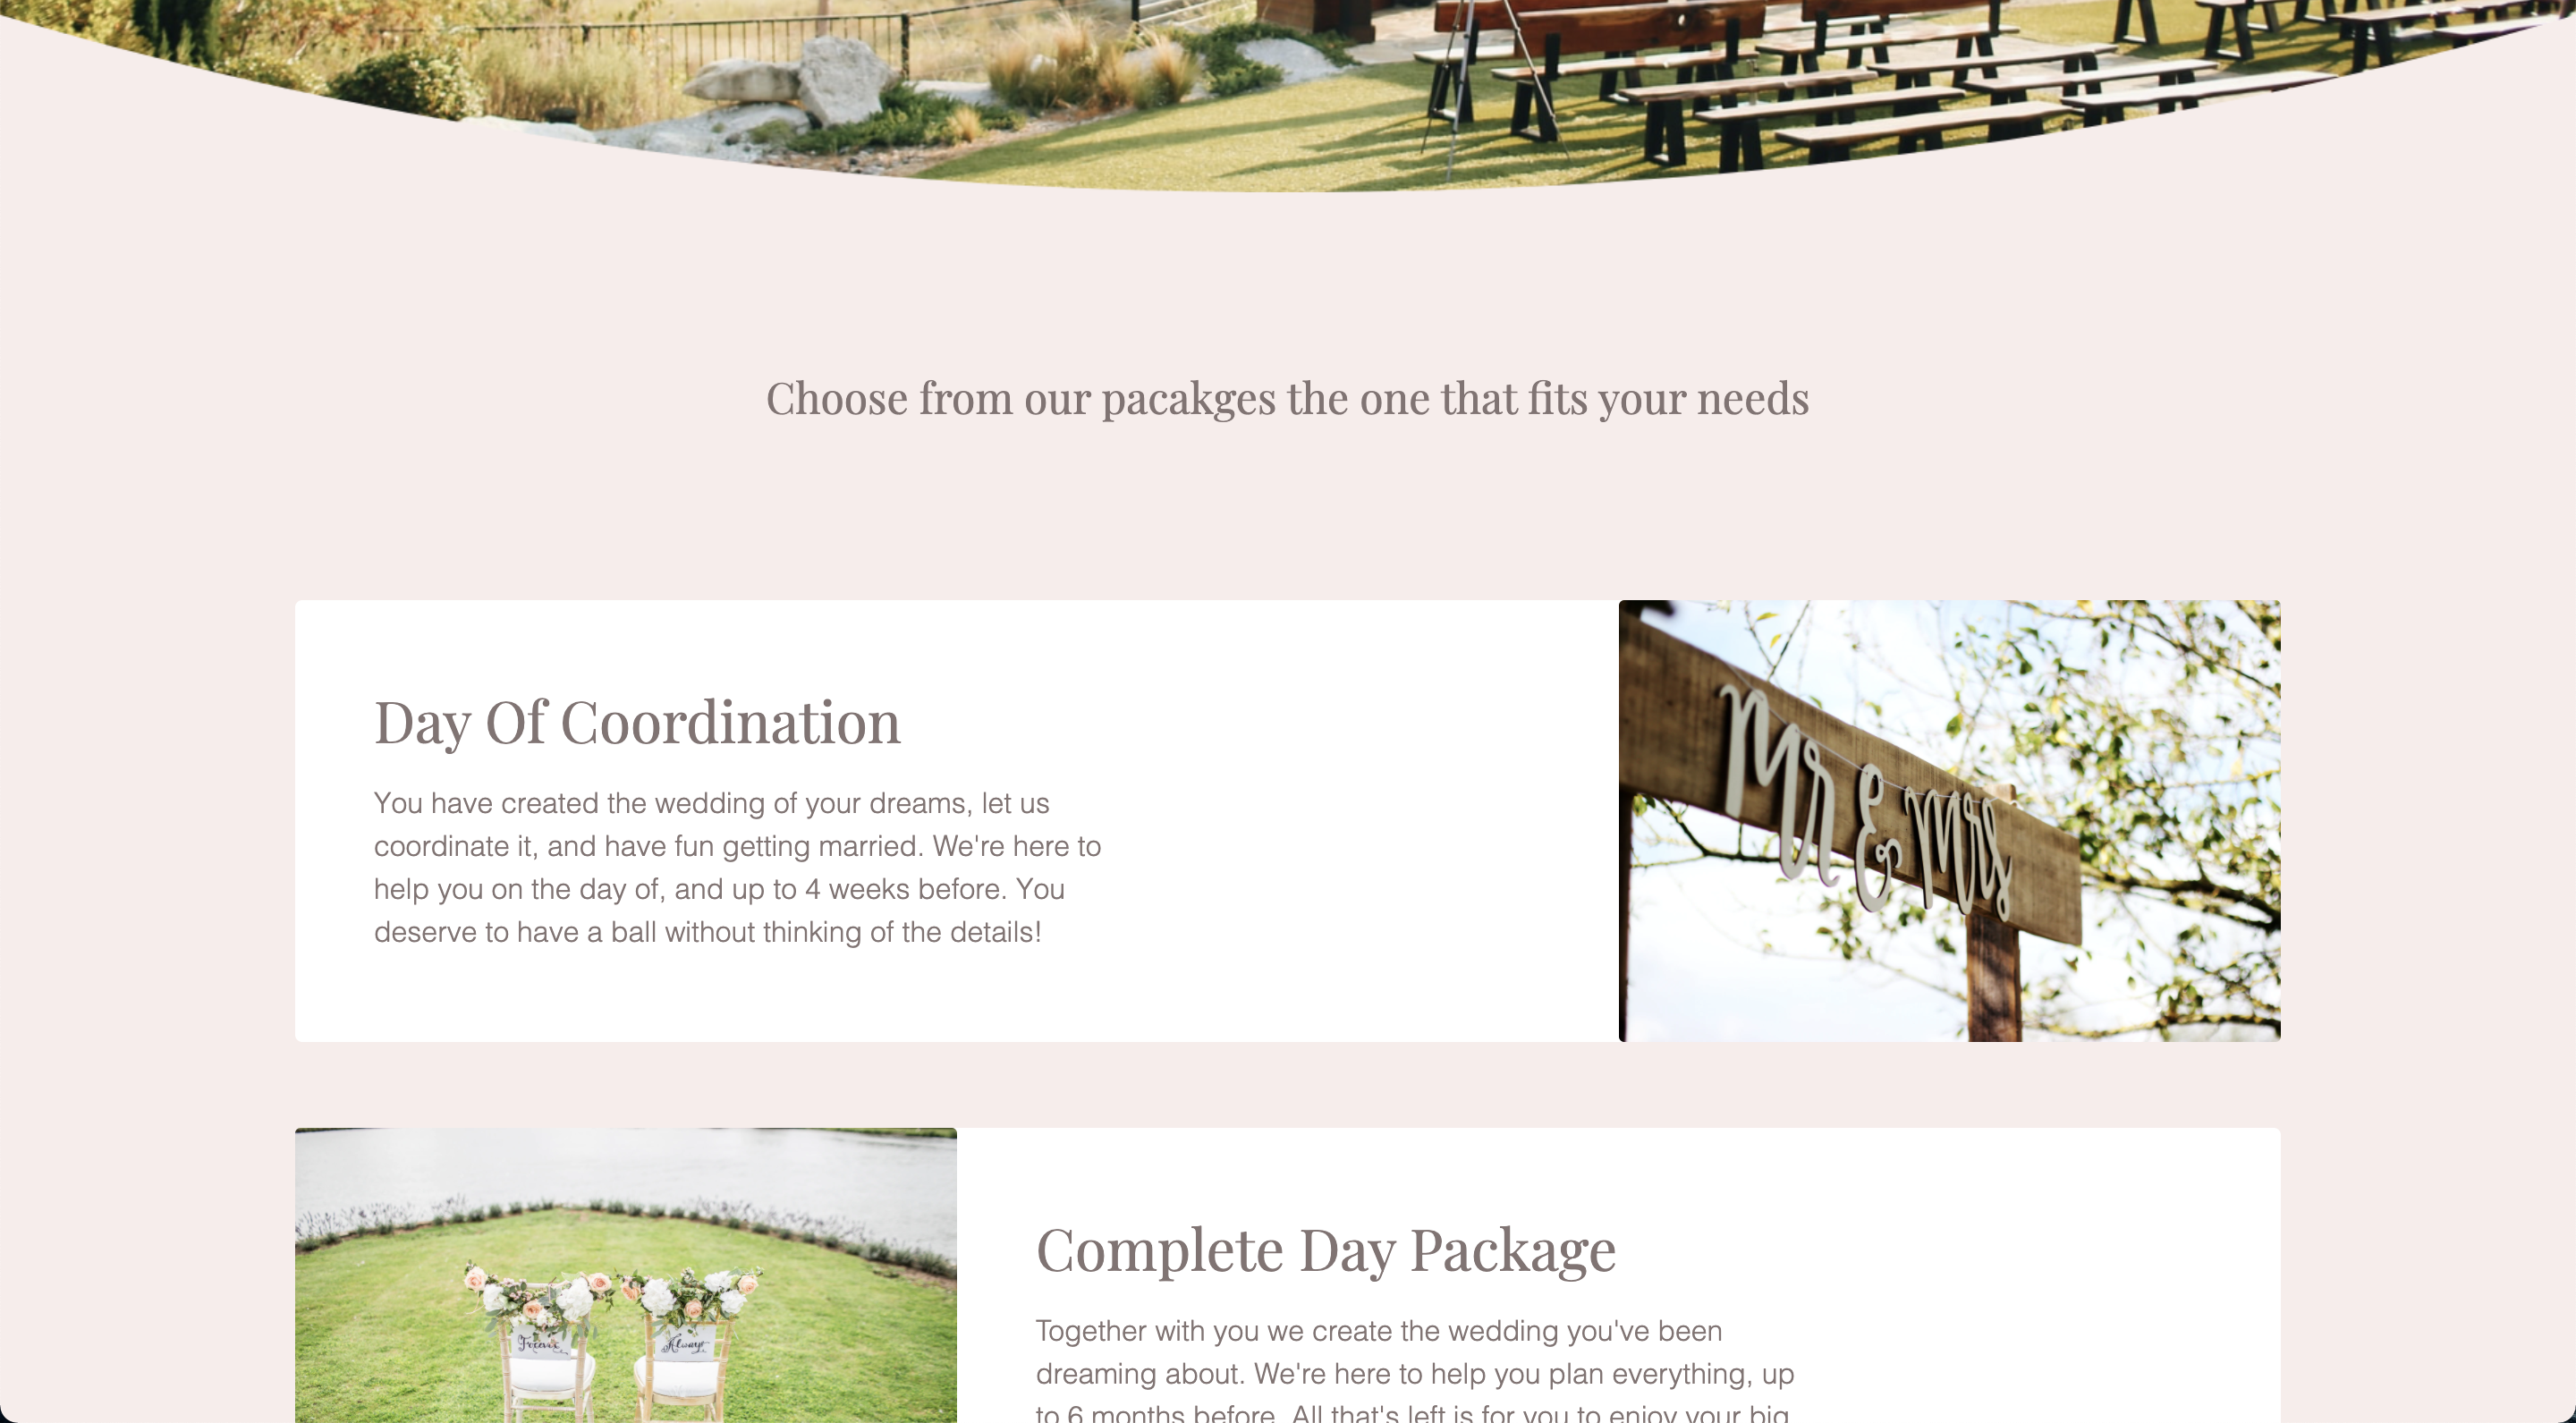 Choose from our pacakges the one that fits your needs
Day Of Coordination
You have created the wedding of your dreams, let us
coordinate it, and have fun getting married. We're here to
help you on the day of, and up to 4 weeks before. You
deserve to have a ball without thinking of the details!
Mr & Mrs
Complete Day Package
Together with you we create the wedding you've been
dreaming about. We're here to help you plan everything, up
to 6 months before. All that's left is for you to enjoy your big
Forever
Always